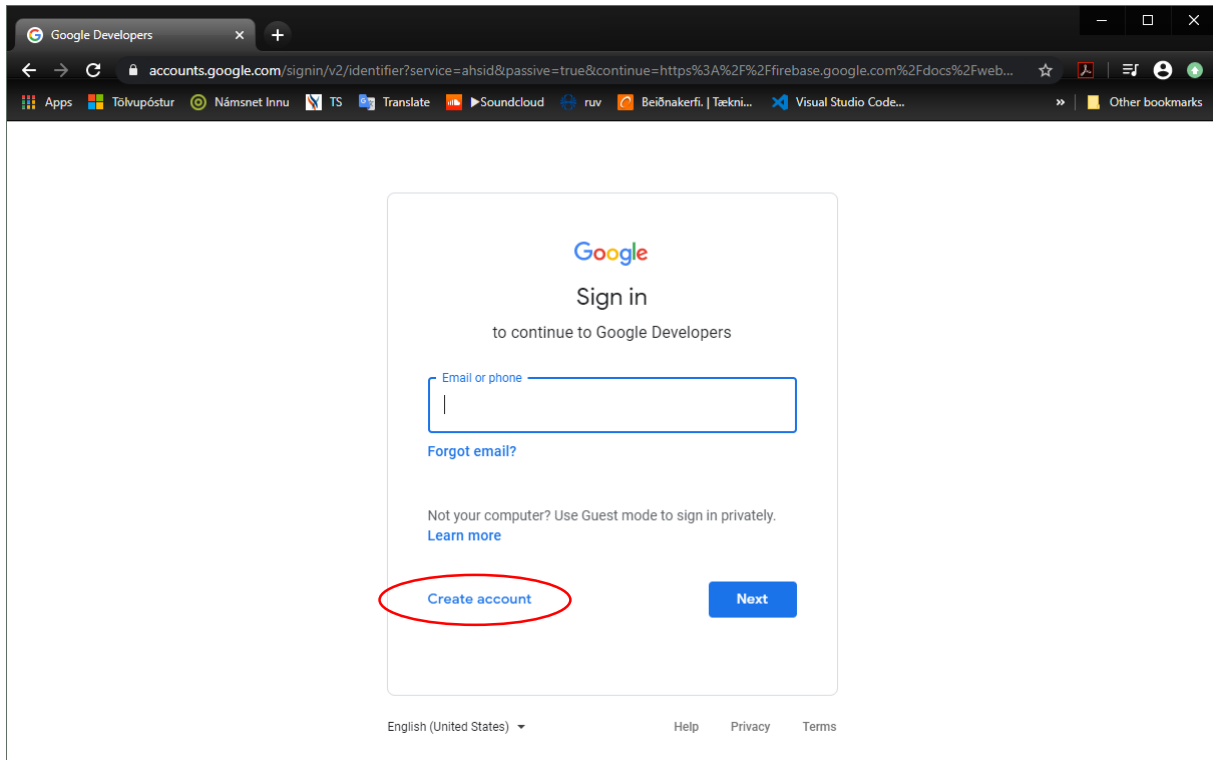 Google Developers
accounts.google.com/signin/v2/identifier?service=ahsid&passive=true&continue=https%3A%2F%2Ffirebase.google.com%2Fdocs%2Fweb...
Apps Tölvupóstur Námsnet Innu TS Translate ▶Soundcloud ruv Beiðnakerfi. | Tækni... Visual Studio Code... » Other bookmarks
Google
Sign in
to continue to Google Developers
Email or phone
Forgot email?
Not your computer? Use Guest mode to sign in privately.
Learn more
Create account Next
English (United States) Help Privacy Terms